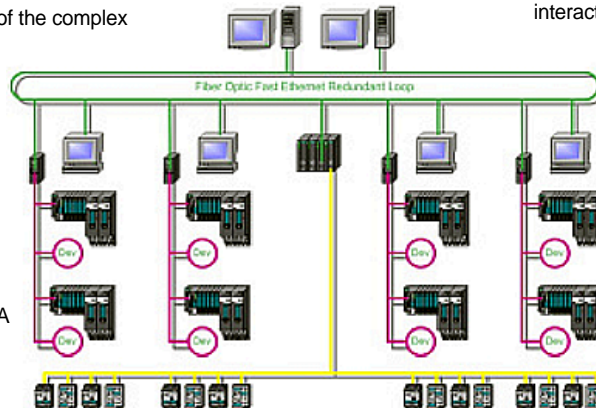 of the complex
interact
Fiber Optic Fast Ethernet Redundant Loop
Dev
Dev
Dev
Dev
A
Dev
Dev
Dev
Dev